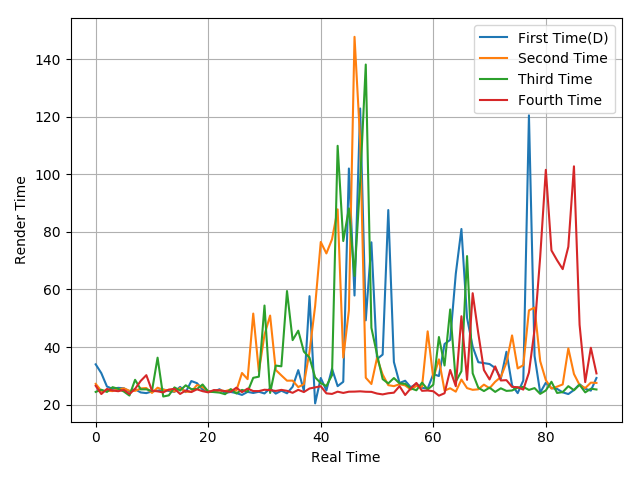 First Time(D)
Second Time
Third Time
Fourth Time
140
120
100
80
60
40
20
Render Time
0
20
40
60
80
Real Time